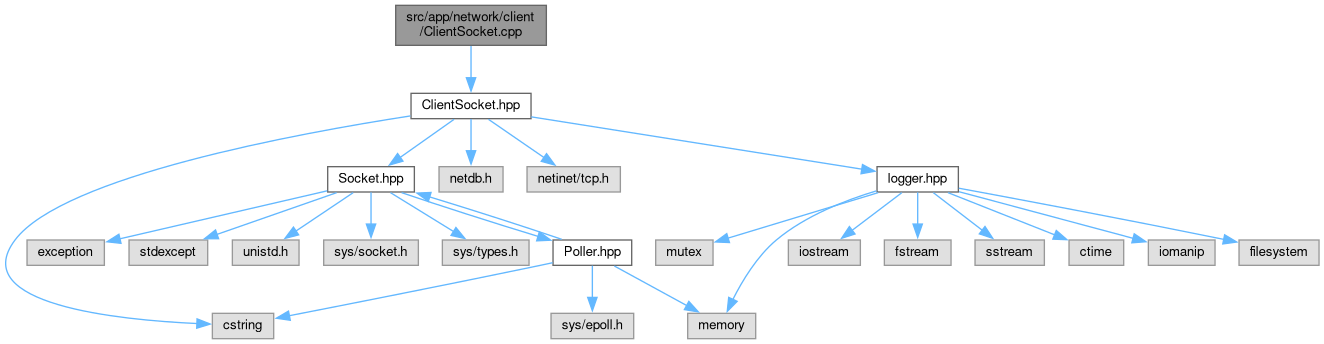 src/app/network/client
/ClientSocket.cpp
ClientSocket.hpp
Socket.hpp
netdb.h
netinet/tcp.h
logger.hpp
exception
stdexcept
unistd.h
sys/socket.h
sys/types.h
Poller.hpp
mutex
iostream
fstream
sstream
ctime
iomanip
filesystem
cstring
sys/epoll.h
memory